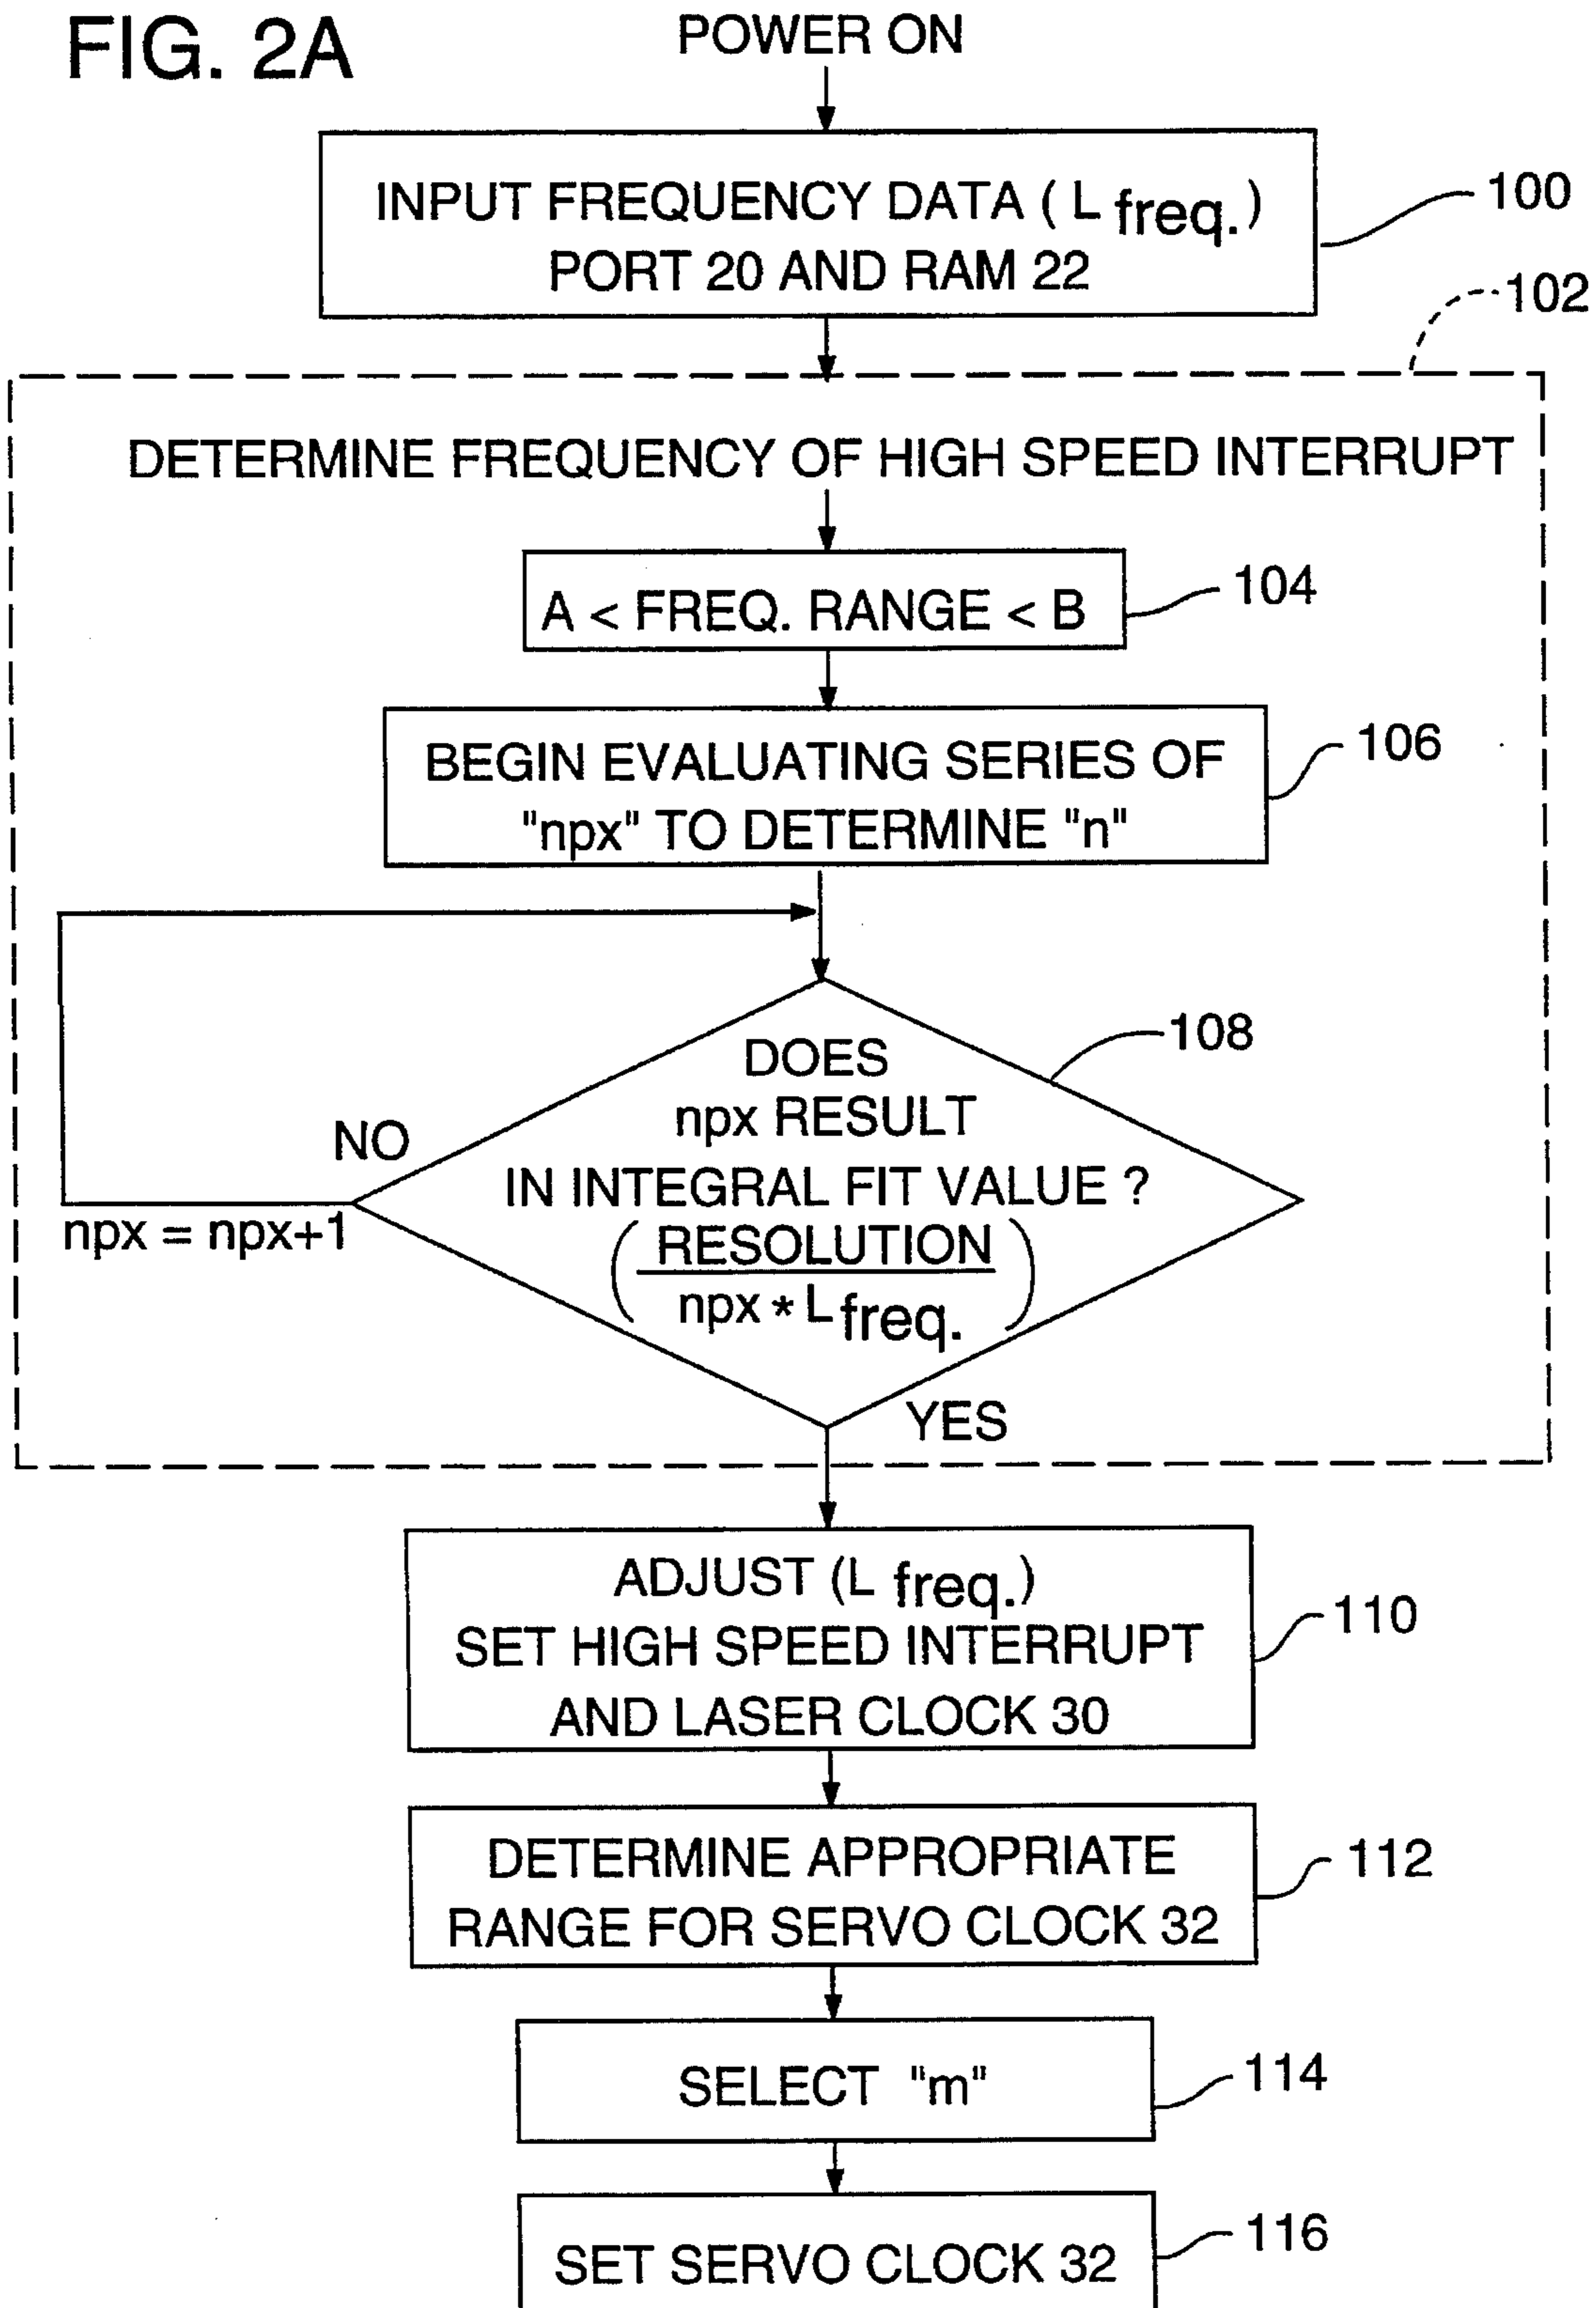 FIG. 2A
POWER ON
INPUT FREQUENCY DATA ( L freq. )
PORT 20 AND RAM 22
100
102
DETERMINE FREQUENCY OF HIGH SPEED INTERRUPT
A < FREQ. RANGE < B
104
BEGIN EVALUATING SERIES OF
"npx" TO DETERMINE "n"
106
108
DOES
npx RESULT
IN INTEGRAL FIT VALUE ?
( RESOLUTION
npx * L freq. )
NO
npx = npx+1
YES
ADJUST (L freq.)
SET HIGH SPEED INTERRUPT
AND LASER CLOCK 30
110
DETERMINE APPROPRIATE
RANGE FOR SERVO CLOCK 32
112
SELECT "m"
114
SET SERVO CLOCK 32
116